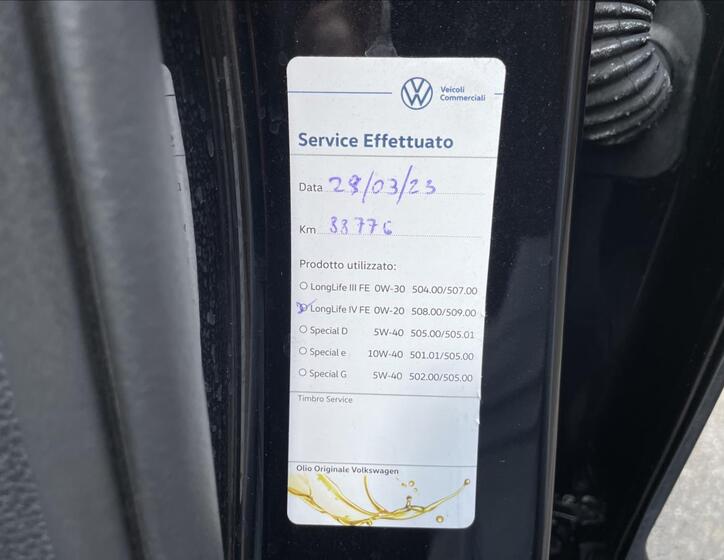 Veicoli
Commerciali
Service Effettuato
Data 28/03/23
Km 33776
Prodotto utilizzato:
LongLife III FE 0W-30 504.00/507.00
LongLife IV FE 0W-20 508.00/509.00
Special D 5W-40 505.00/505.01
Special e 10W-40 501.01/505.00
Special G 5W-40 502.00/505.00
Timbro Service
Olio Originale Volkswagen